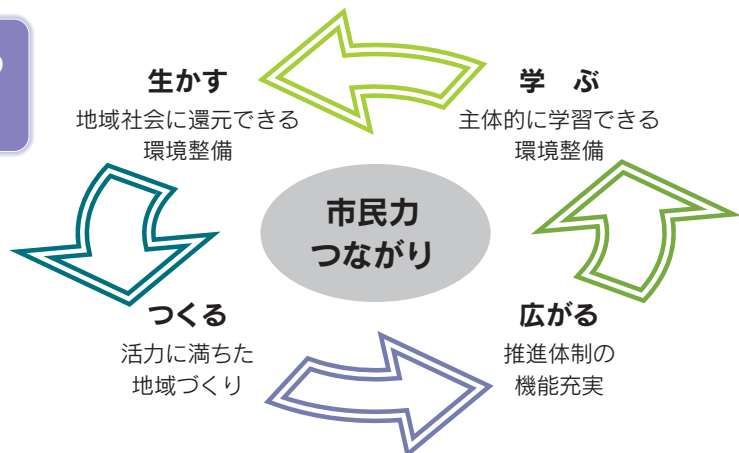 生かす
地域社会に還元できる
環境整備
学　ぶ
主体的に学習できる
環境整備
市民力
つながり
つくる
活力に満ちた
地域づくり
広がる
推進体制の
機能充実